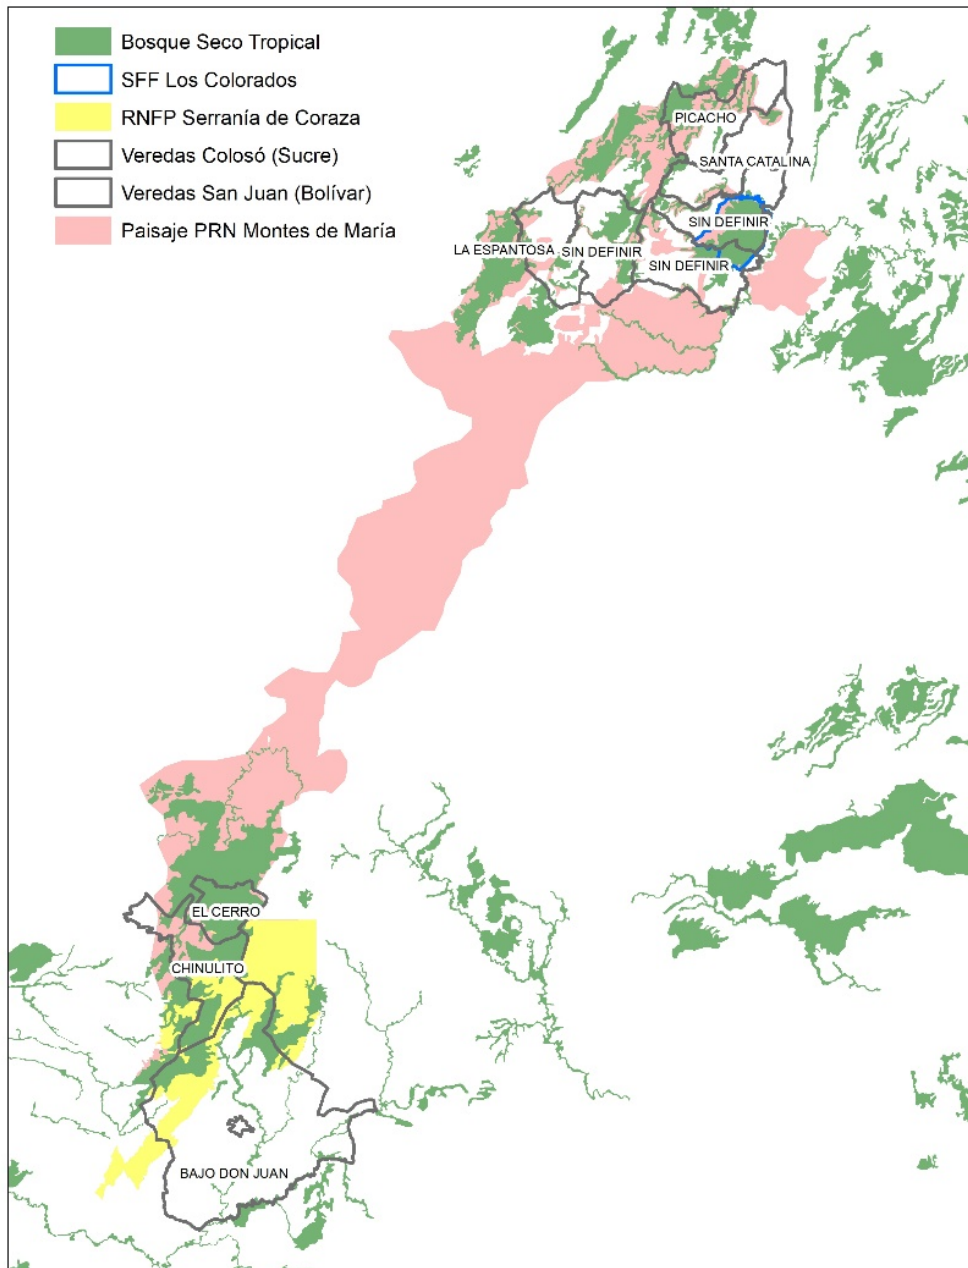 Bosque Seco Tropical
SFF Los Colorados
RNFP Serranía de Coraza
Veredas Colosó (Sucre)
Veredas San Juan (Bolívar)
Paisaje PRN Montes de María
PICACHO
SANTA CATALINA
SIN DEFINIR
LA ESPANTOSA
SIN DEFINIR
SIN DEFINIR
EL CERRO
CHINULITO
BAJO DON JUAN